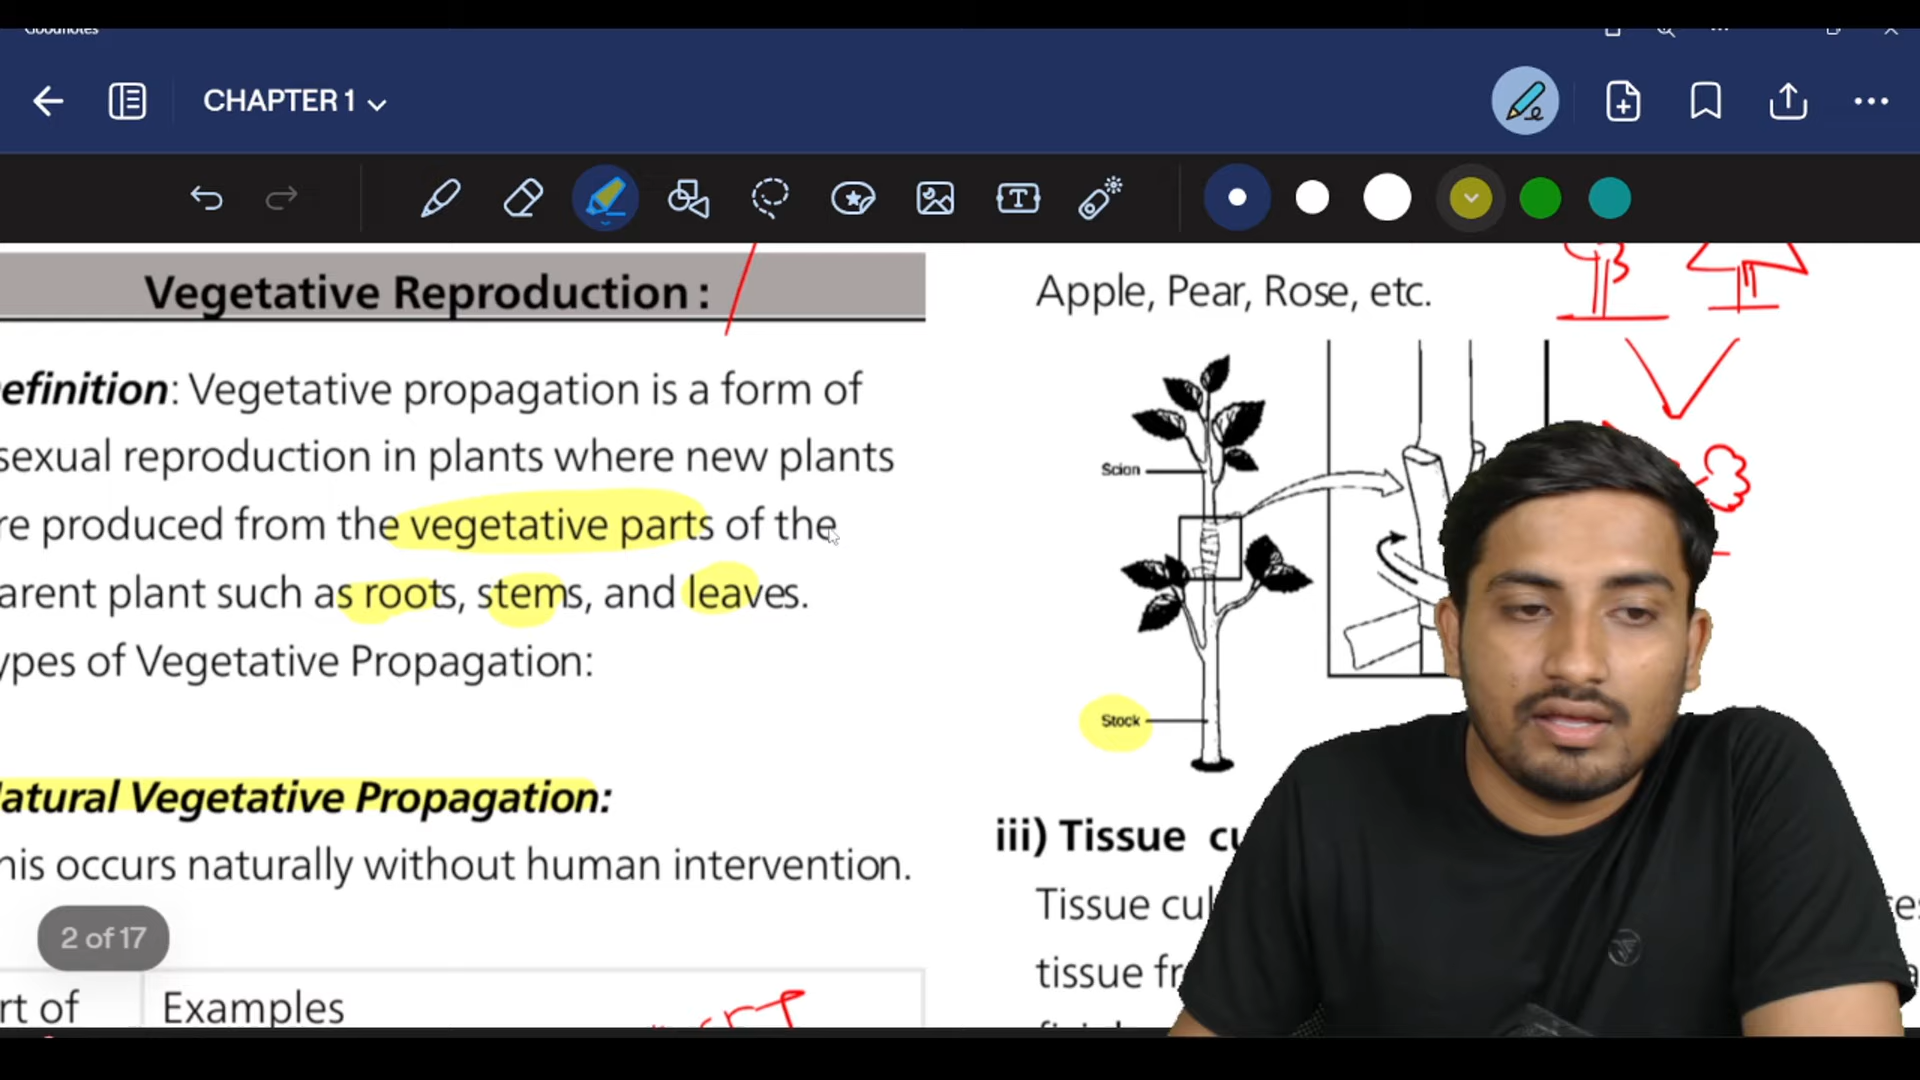 Goodnotes
CHAPTER 1
Vegetative Reproduction :
efinition: Vegetative propagation is a form of
sexual reproduction in plants where new plants
re produced from the vegetative parts of the
arent plant such as roots, stems, and leaves.
ypes of Vegetative Propagation:
atural Vegetative Propagation:
his occurs naturally without human intervention.
2 of 17
rt of
Examples
Apple, Pear, Rose, etc.
Scion
Stock
iii) Tissue cu
Tissue cul
tissue fr